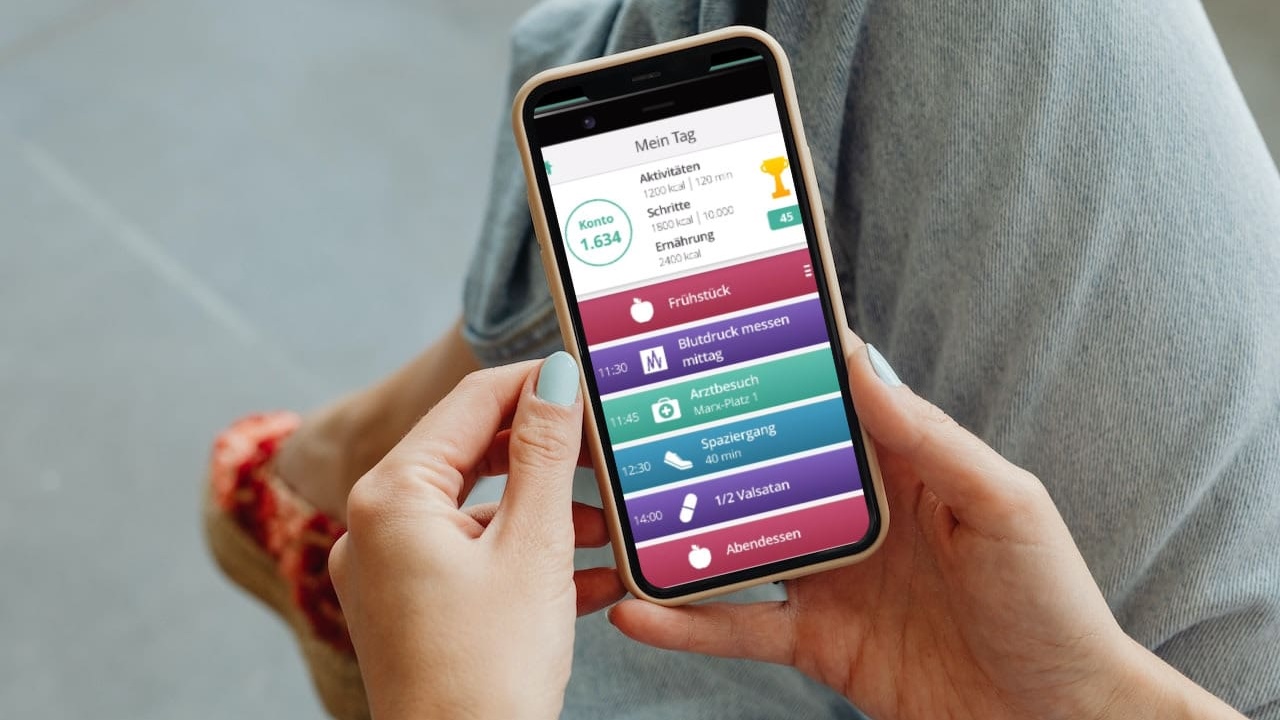 Mein Tag
Aktivitäten
1200 kcal | 120 min
Konto
1.634
Schritte
1800 kcal | 10.000
45
Ernährung
2400 kcal
Frühstück
11:30 Blutdruck messen
mittag
11:45 Arztbesuch
Marx-Platz 1
12:30 Spaziergang
40 min
14:00 1/2 Valsatan
Abendessen